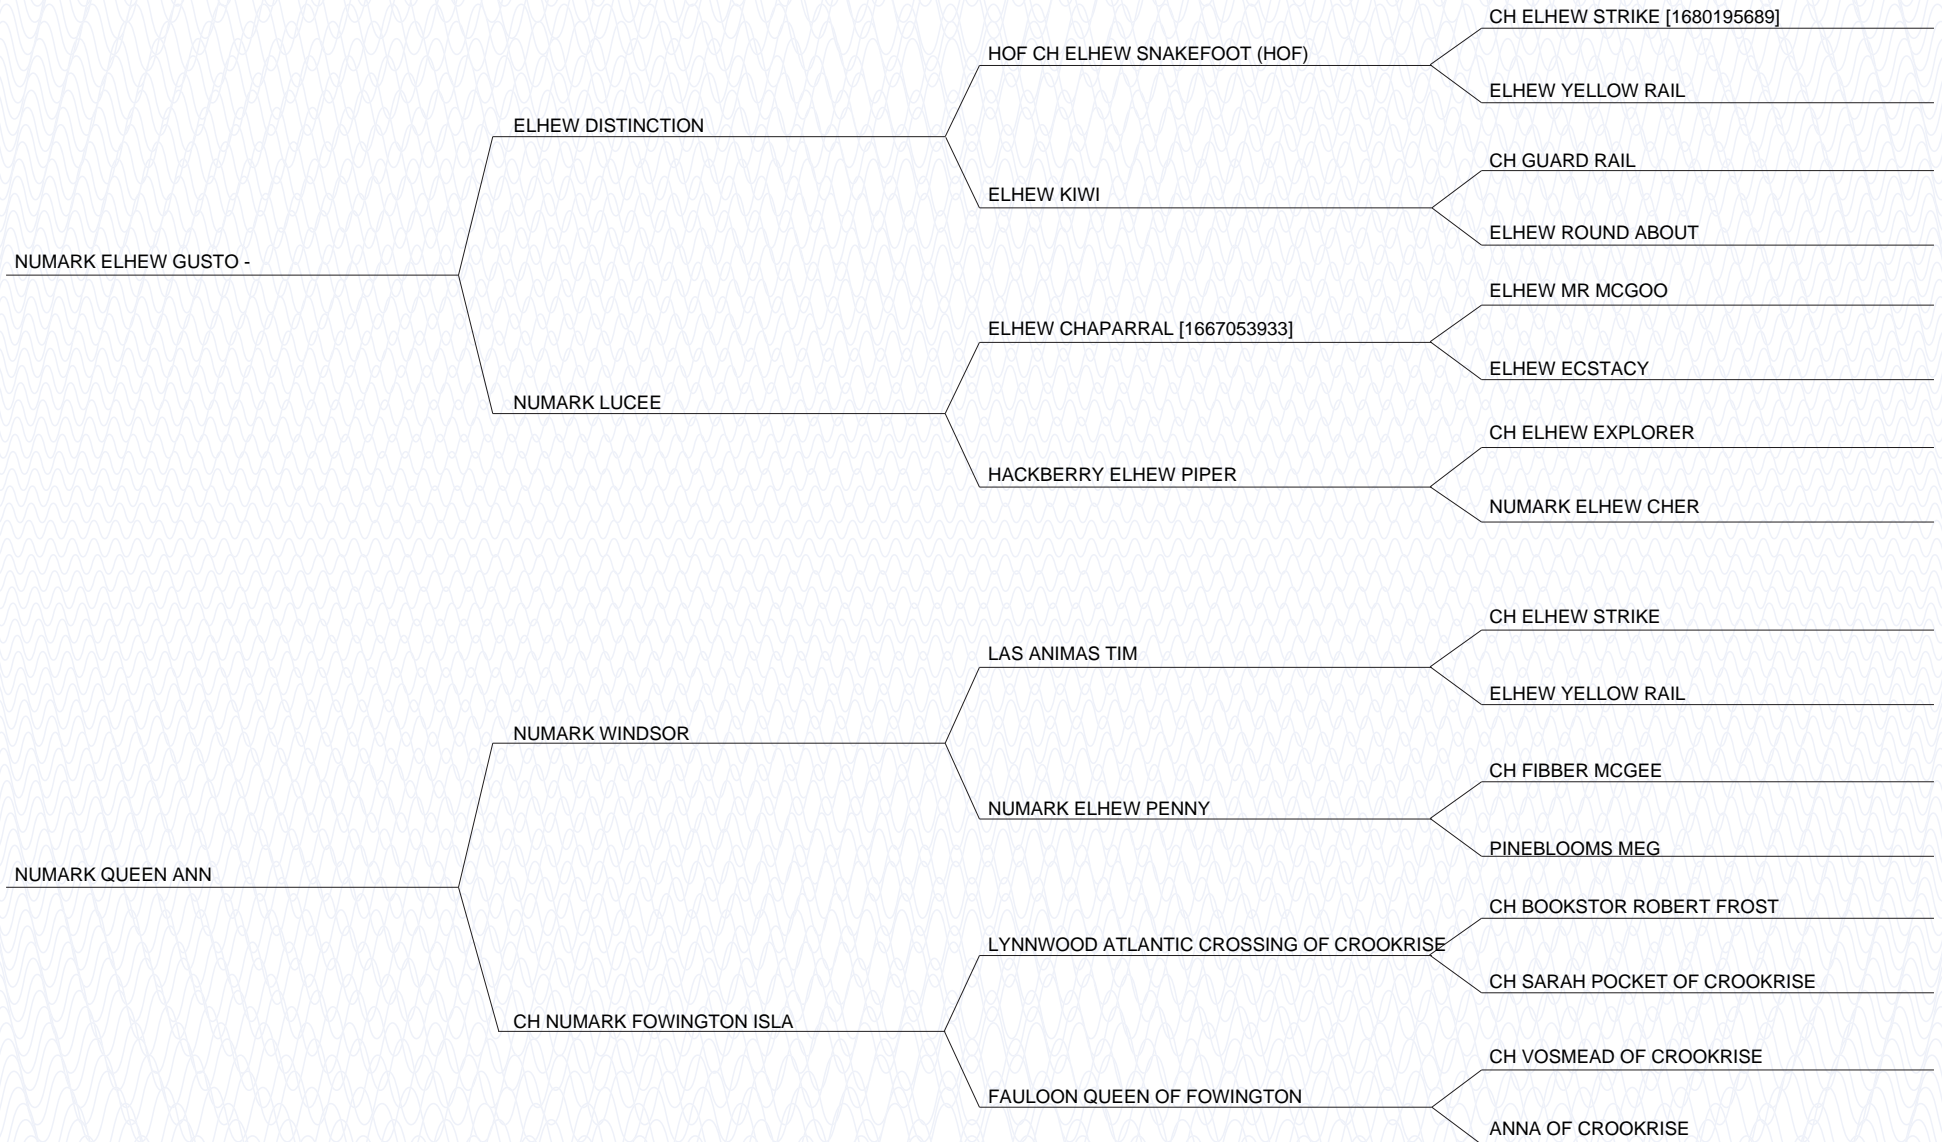 CH ELHEW STRIKE [1680195689]
HOF CH ELHEW SNAKEFOOT (HOF)
ELHEW YELLOW RAIL
ELHEW DISTINCTION
CH GUARD RAIL
ELHEW KIWI
ELHEW ROUND ABOUT
NUMARK ELHEW GUSTO -
ELHEW MR MCGOO
ELHEW CHAPARRAL [1667053933]
ELHEW ECSTACY
NUMARK LUCEE
CH ELHEW EXPLORER
HACKBERRY ELHEW PIPER
NUMARK ELHEW CHER
CH ELHEW STRIKE
LAS ANIMAS TIM
ELHEW YELLOW RAIL
NUMARK WINDSOR
CH FIBBER MCGEE
NUMARK ELHEW PENNY
PINEBLOOMS MEG
NUMARK QUEEN ANN
CH BOOKSTOR ROBERT FROST
LYNNWOOD ATLANTIC CROSSING OF CROOKRISE
CH SARAH POCKET OF CROOKRISE
CH NUMARK FOWINGTON ISLA
CH VOSMEAD OF CROOKRISE
FAULOON QUEEN OF FOWINGTON
ANNA OF CROOKRISE